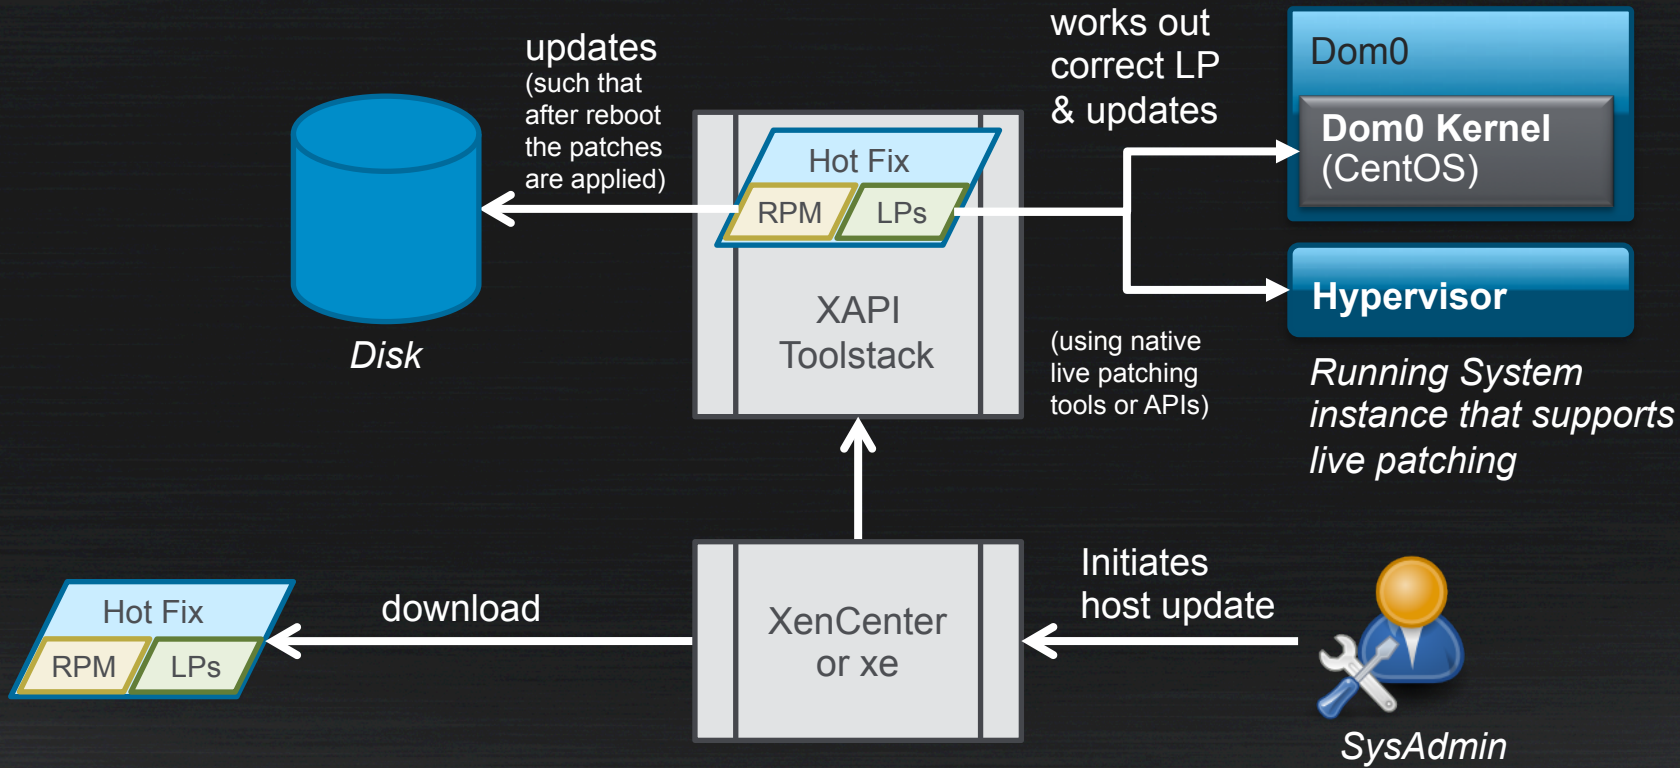 updates
(such that
after reboot
the patches
are applied)
works out
correct LP
& updates
Dom0
Dom0 Kernel
(CentOS)
Hot Fix
RPM
LPs
XAPI
Toolstack
Disk
Hypervisor
(using native
live patching
tools or APIs)
Running System
instance that supports
live patching
Hot Fix
RPM
LPs
download
XenCenter
or xe
Initiates
host update
SysAdmin